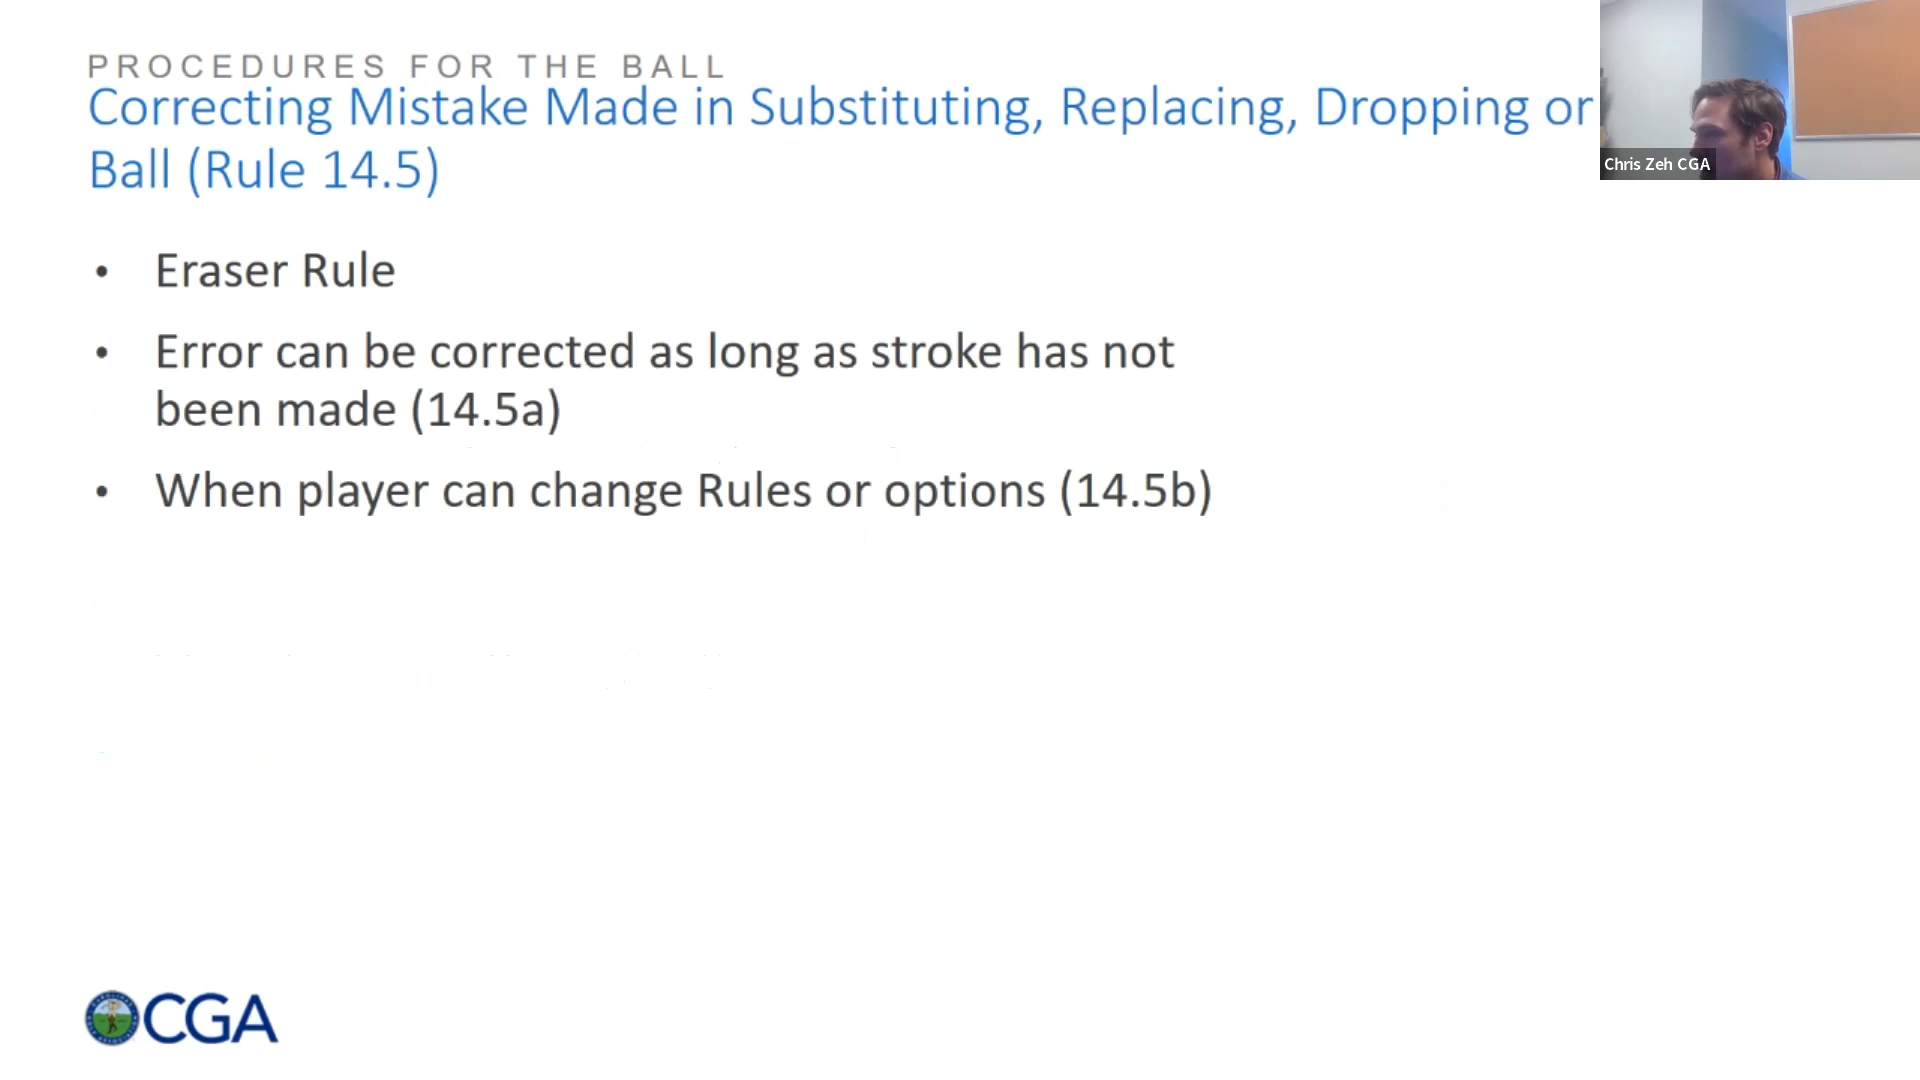 PROCEDURES FOR THE BALL
Correcting Mistake Made in Substituting, Replacing, Dropping or
Ball (Rule 14.5)
Chris Zeh CGA
• Eraser Rule
• Error can be corrected as long as stroke has not
been made (14.5a)
• When player can change Rules or options (14.5b)
CGA